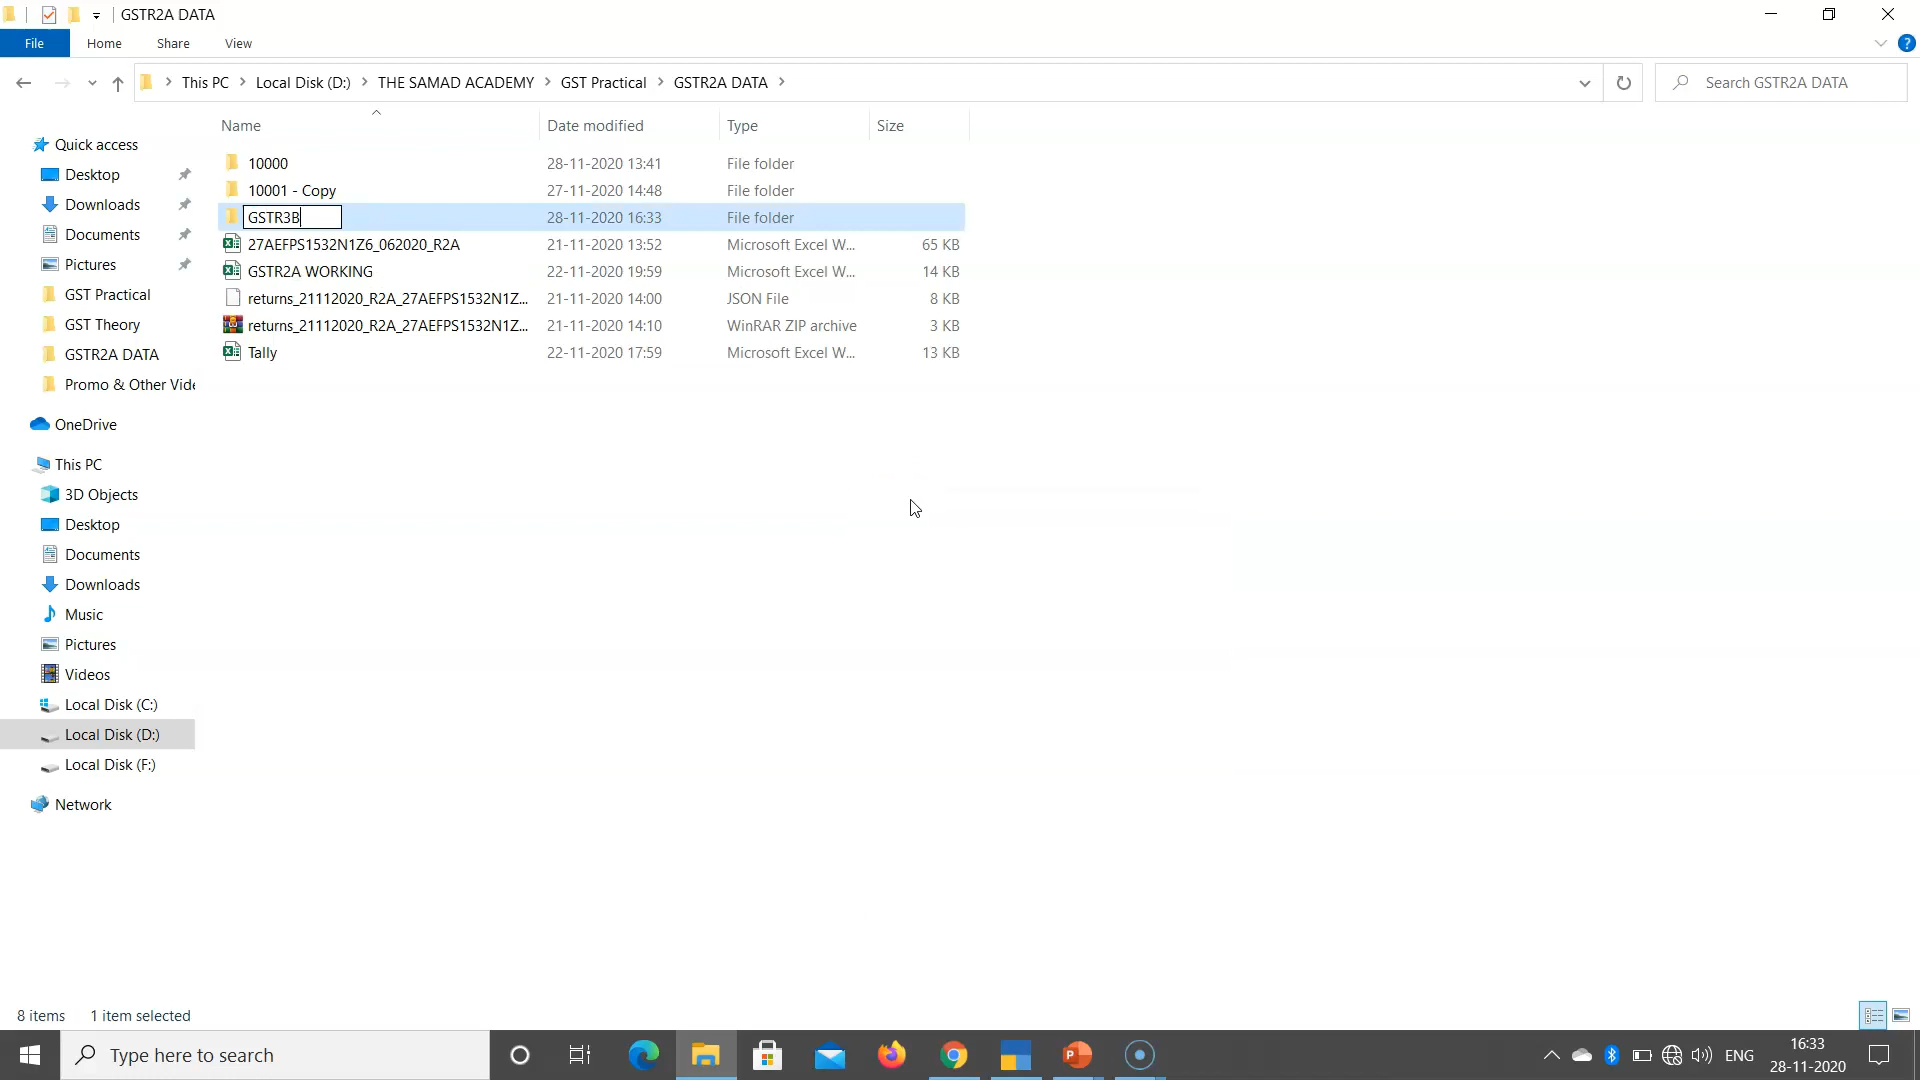 GSTR2A DATA
File Home Share View
This PC Local Disk (D:) THE SAMAD ACADEMY GST Practical GSTR2A DATA
Search GSTR2A DATA
Name Date modified Type Size
10000 28-11-2020 13:41 File folder
10001 - Copy 27-11-2020 14:48 File folder
GSTR3B 28-11-2020 16:33 File folder
27AEFPS1532N1Z6_062020_R2A 21-11-2020 13:52 Microsoft Excel W... 65 KB
GSTR2A WORKING 22-11-2020 19:59 Microsoft Excel W... 14 KB
returns_21112020_R2A_27AEFPS1532N1Z... 21-11-2020 14:00 JSON File 8 KB
returns_21112020_R2A_27AEFPS1532N1Z... 21-11-2020 14:10 WinRAR ZIP archive 3 KB
Tally 22-11-2020 17:59 Microsoft Excel W... 13 KB
Quick access
Desktop
Downloads
Documents
Pictures
GST Practical
GST Theory
GSTR2A DATA
Promo & Other Vide
OneDrive
This PC
3D Objects
Desktop
Documents
Downloads
Music
Pictures
Videos
Local Disk (C:)
Local Disk (D:)
Local Disk (F:)
Network
8 items 1 item selected
Type here to search
ENG
16:33
28-11-2020